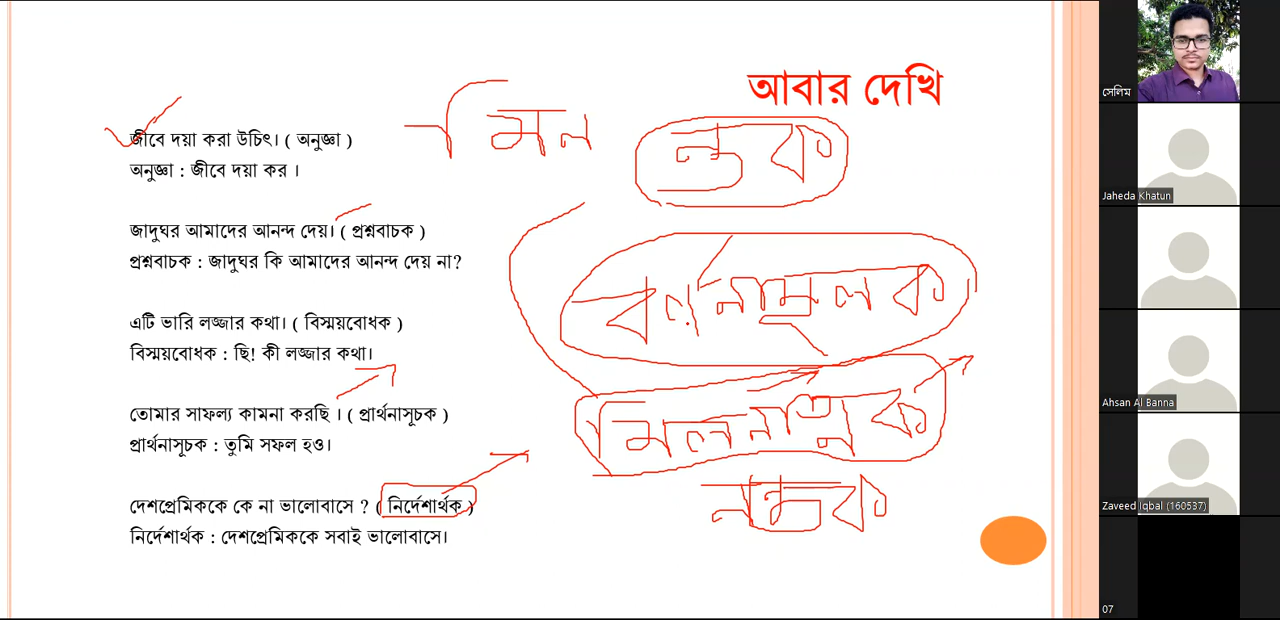 আবার দেখি
জীবে দয়া করা উচিৎ। ( অনুজ্ঞা )
অনুজ্ঞা : জীবে দয়া কর ।
জাদুঘর আমাদের আনন্দ দেয়। ( প্রশ্নবাচক )
প্রশ্নবাচক : জাদুঘর কি আমাদের আনন্দ দেয় না?
এটি ভারি লজ্জার কথা। ( বিস্ময়বোধক )
বিস্ময়বোধক : ছি! কী লজ্জার কথা।
তোমার সাফল্য কামনা করছি । ( প্রার্থনাসূচক )
প্রার্থনাসূচক : তুমি সফল হও।
দেশপ্রেমিককে কে না ভালোবাসে ? ( নির্দেশার্থক )
নির্দেশার্থক : দেশপ্রেমিককে সবাই ভালোবাসে।
মিল
ন্তক
বর্ণনামূলক
মিলনাত্মক
সেলিম
Jaheda Khatun
Ahsan Al Banna
Zaveed Iqbal (160537)
07